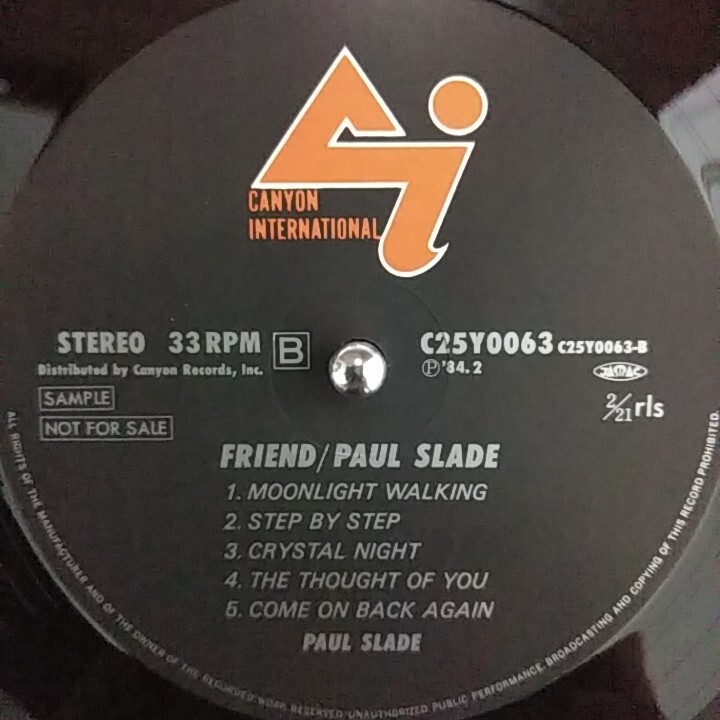 CANYON
INTERNATIONAL
STEREO 33 RPM B
Distributed by Canyon Records, Inc.
SAMPLE
NOT FOR SALE
C25Y0063 C25Y0063-B
Ⓟ'84.2
JASRAC
2/21 rls
FRIEND/PAUL SLADE
1. MOONLIGHT WALKING
2. STEP BY STEP
3. CRYSTAL NIGHT
4. THE THOUGHT OF YOU
5. COME ON BACK AGAIN
PAUL SLADE
ALL RIGHTS OF THE MANUFACTURER AND OF THE OWNER OF THE RECORDED WORK RESERVED. UNAUTHORIZED PUBLIC PERFORMANCE, BROADCASTING AND COPYING OF THIS RECORD PROHIBITED.